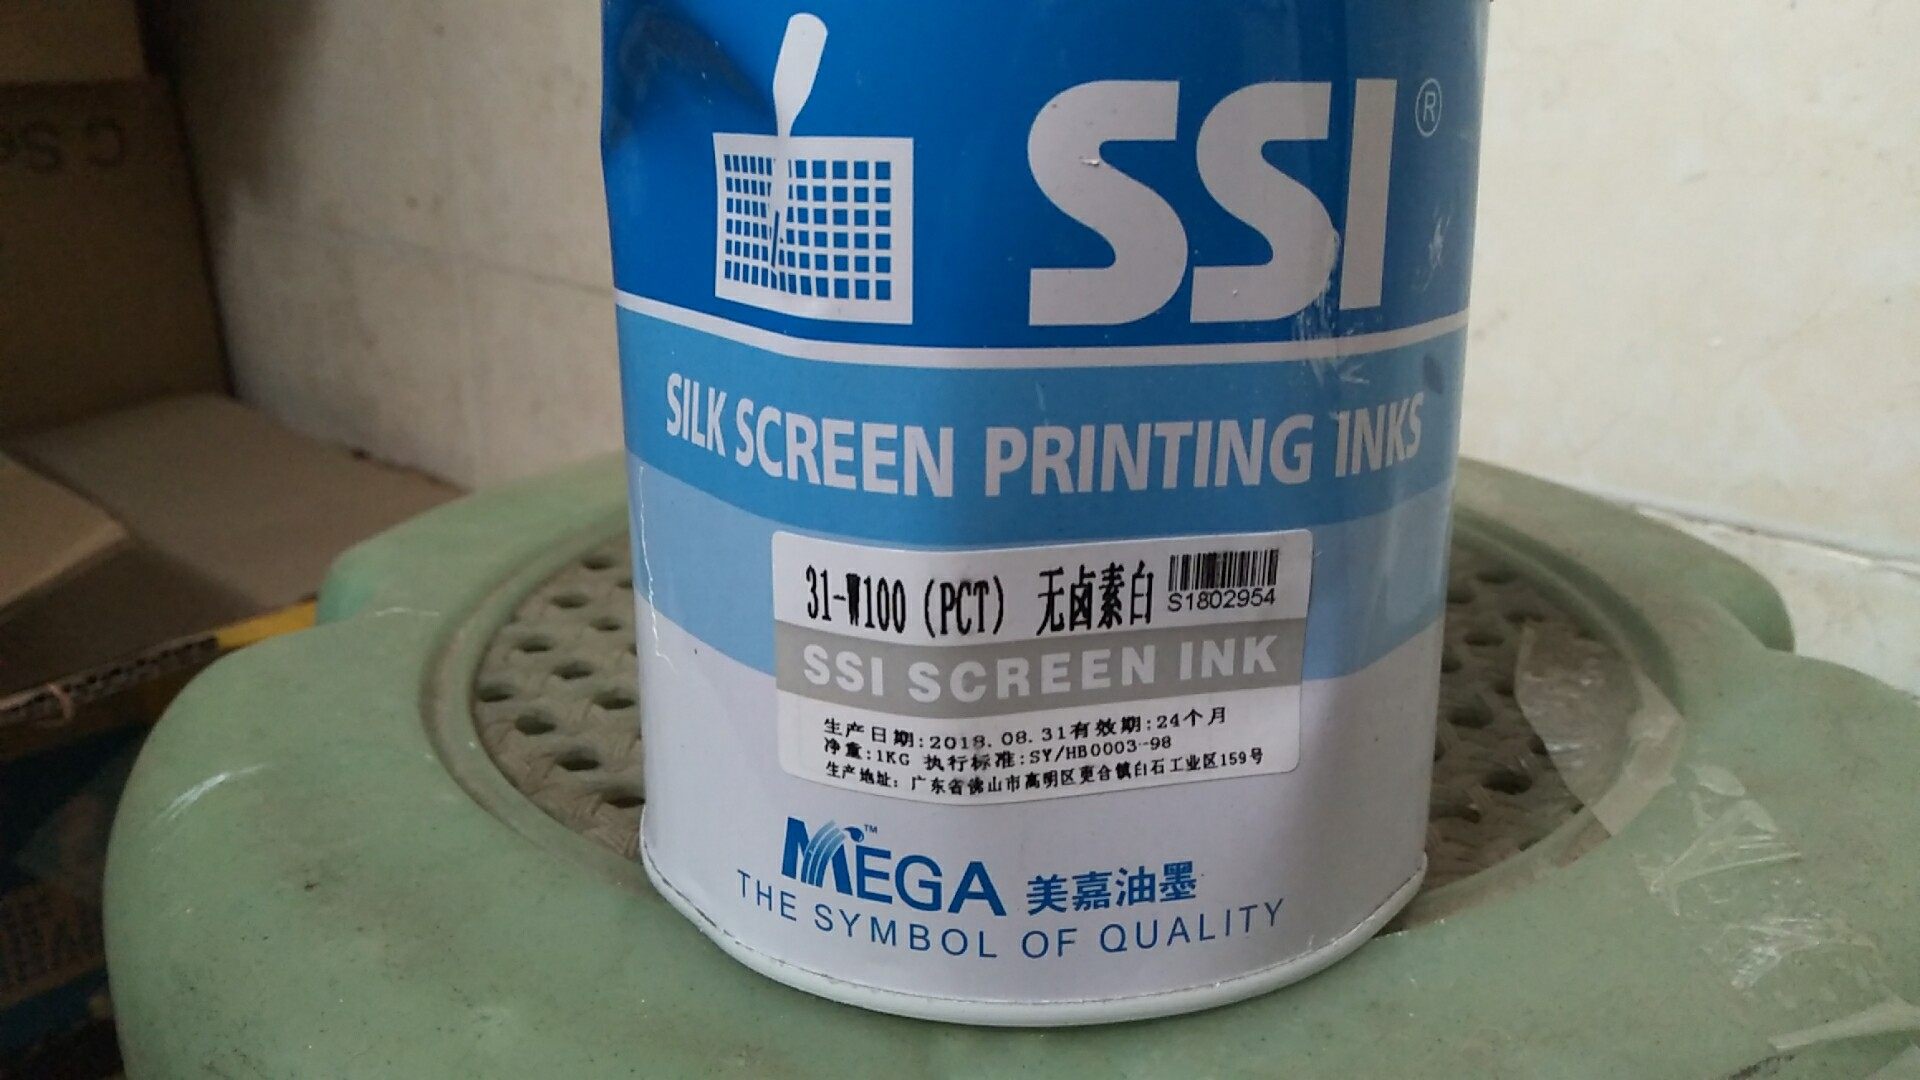 SSI®
SILK SCREEN PRINTING INKS
31-W100 (PCT) 无卤素白
S1802954
SSI SCREEN INK
生产日期:2018.08.31有效期:24个月
净重:1KG 执行标准:SY/HB0003-98
生产地址: 广东省佛山市高明区更合镇白石工业区159号
MEGA™ 美嘉油墨
THE SYMBOL OF QUALITY